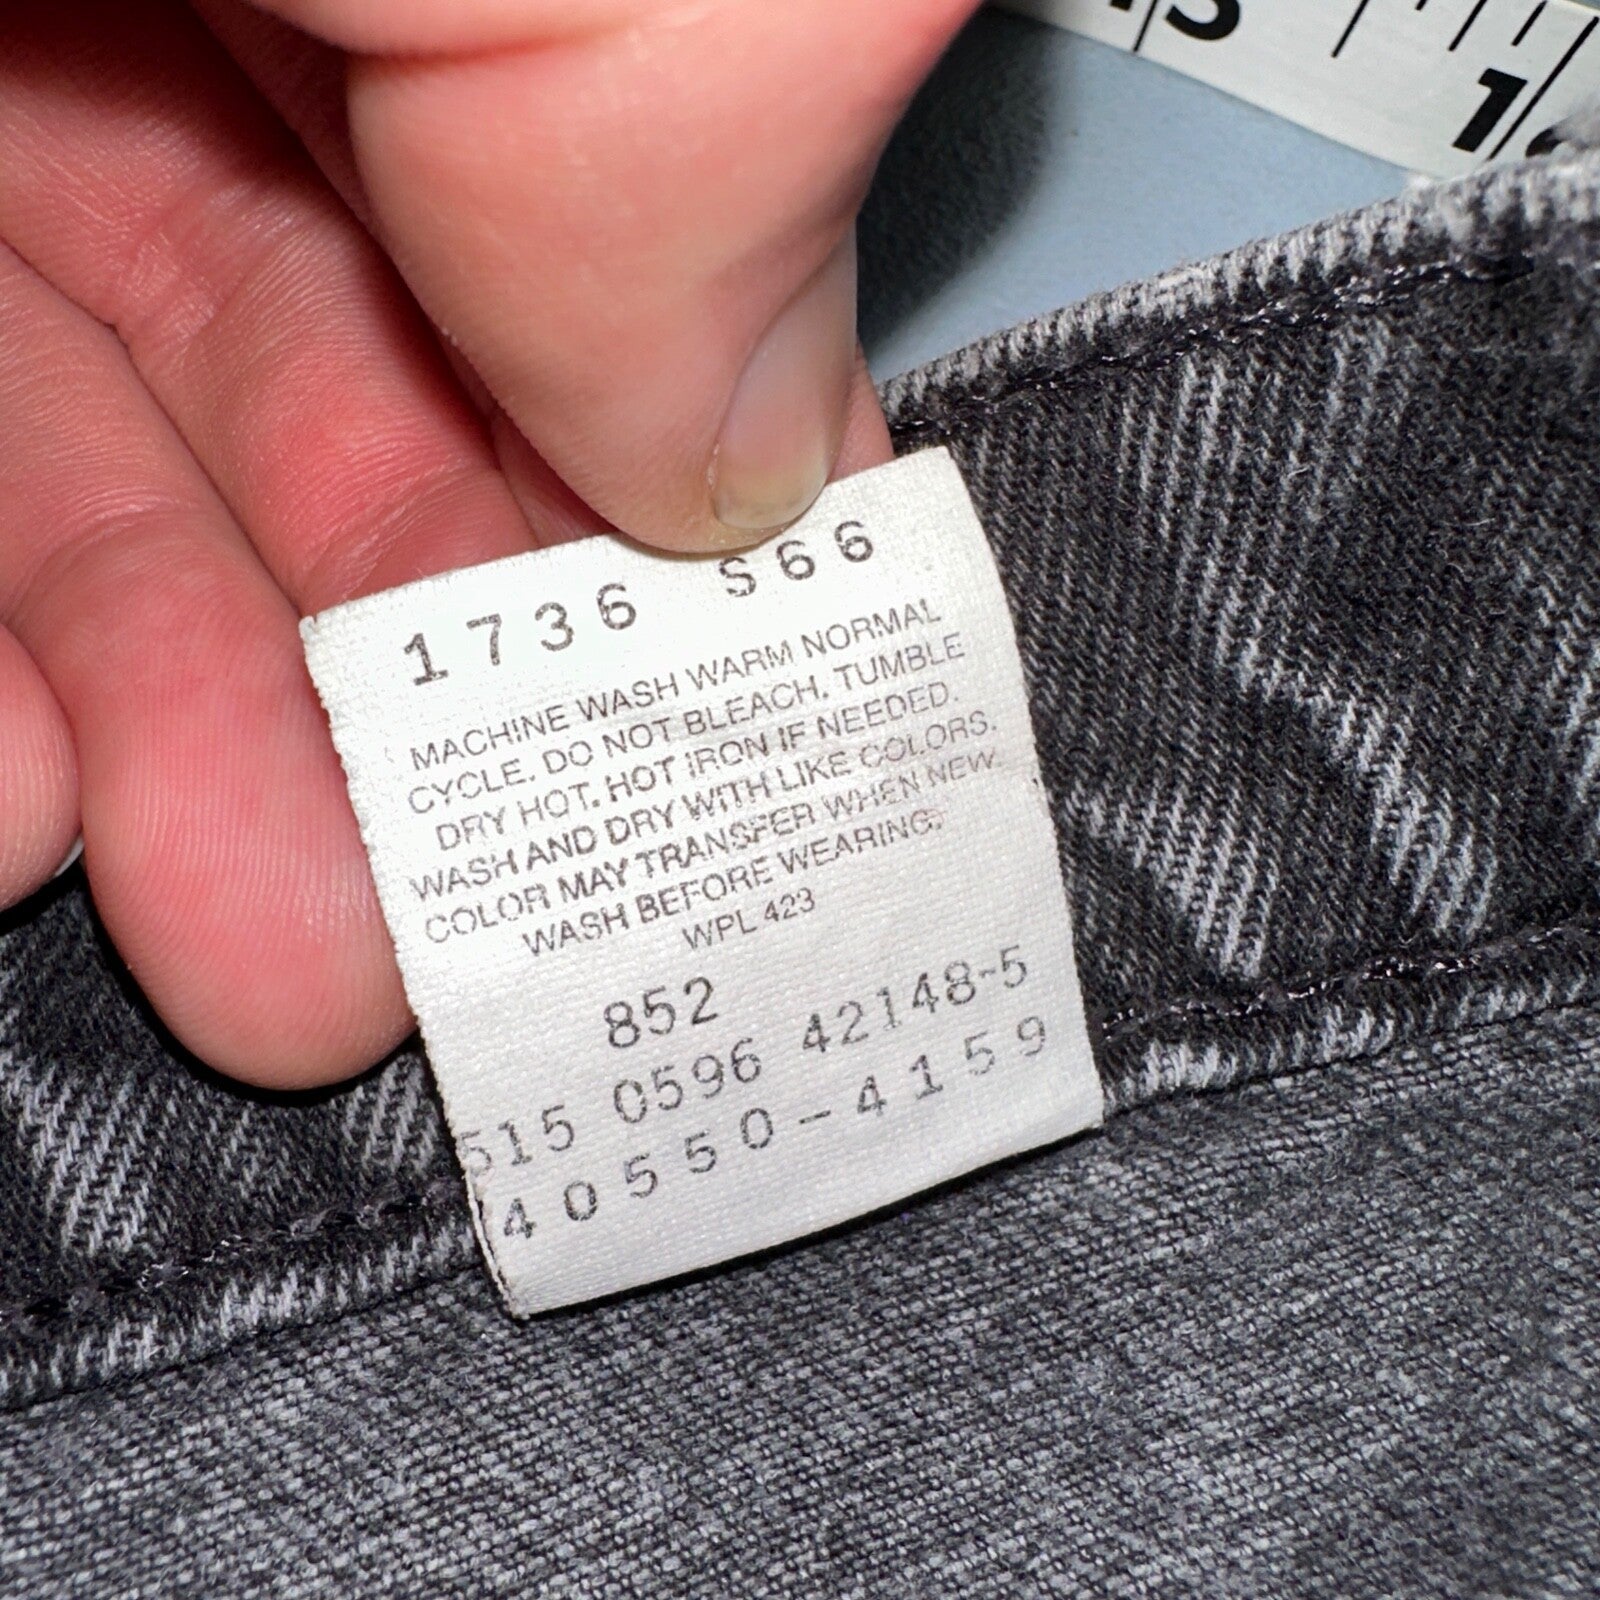 15
1
1736 S66
MACHINE WASH WARM NORMAL
CYCLE. DO NOT BLEACH. TUMBLE
DRY HOT. HOT IRON IF NEEDED.
WASH AND DRY WITH LIKE COLORS.
COLOR MAY TRANSFER WHEN NEW.
WASH BEFORE WEARING.
WPL 423
852
515 0596 42148-5
40550-4159